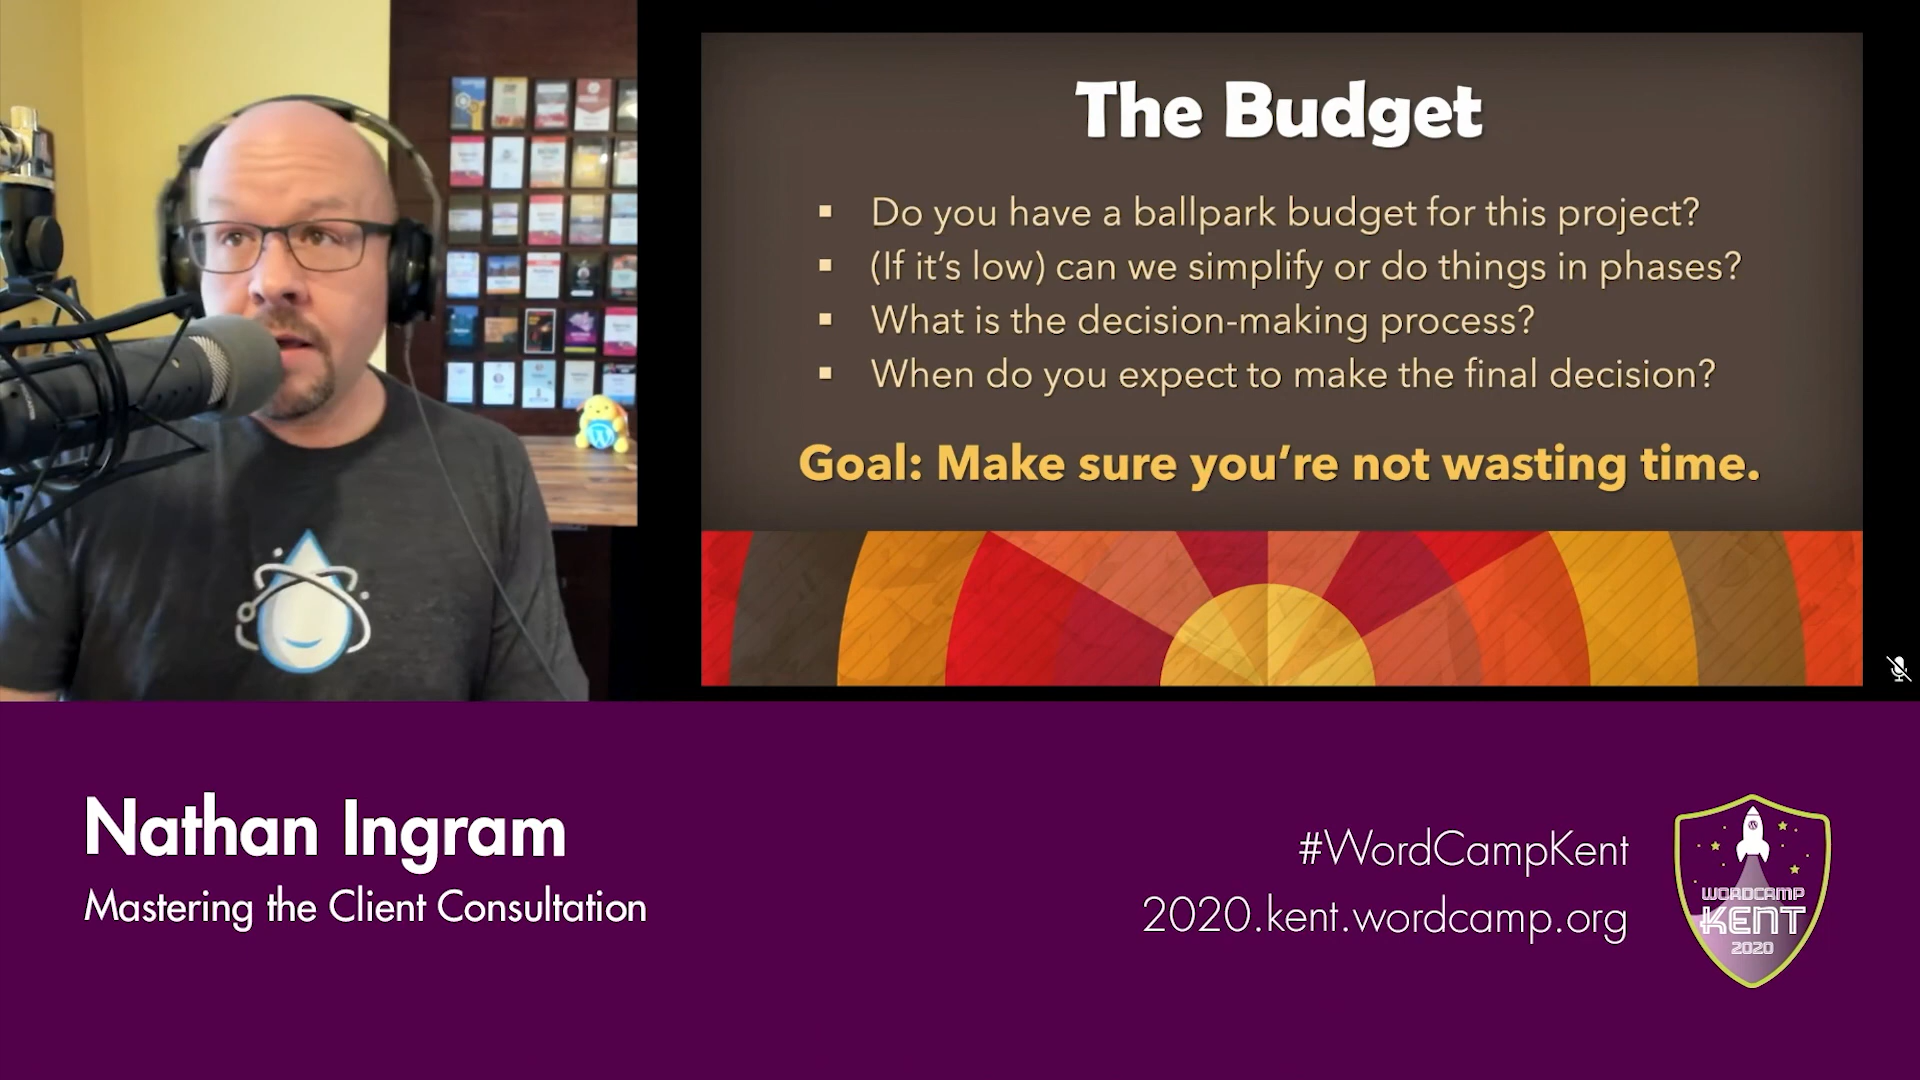 The Budget
Do you have a ballpark budget for this project?
(If it’s low) can we simplify or do things in phases?
What is the decision-making process?
When do you expect to make the final decision?
Goal: Make sure you’re not wasting time.
Nathan Ingram
Mastering the Client Consultation
#WordCampKent
2020.kent.wordcamp.org
WORDCAMP
KENT
2020